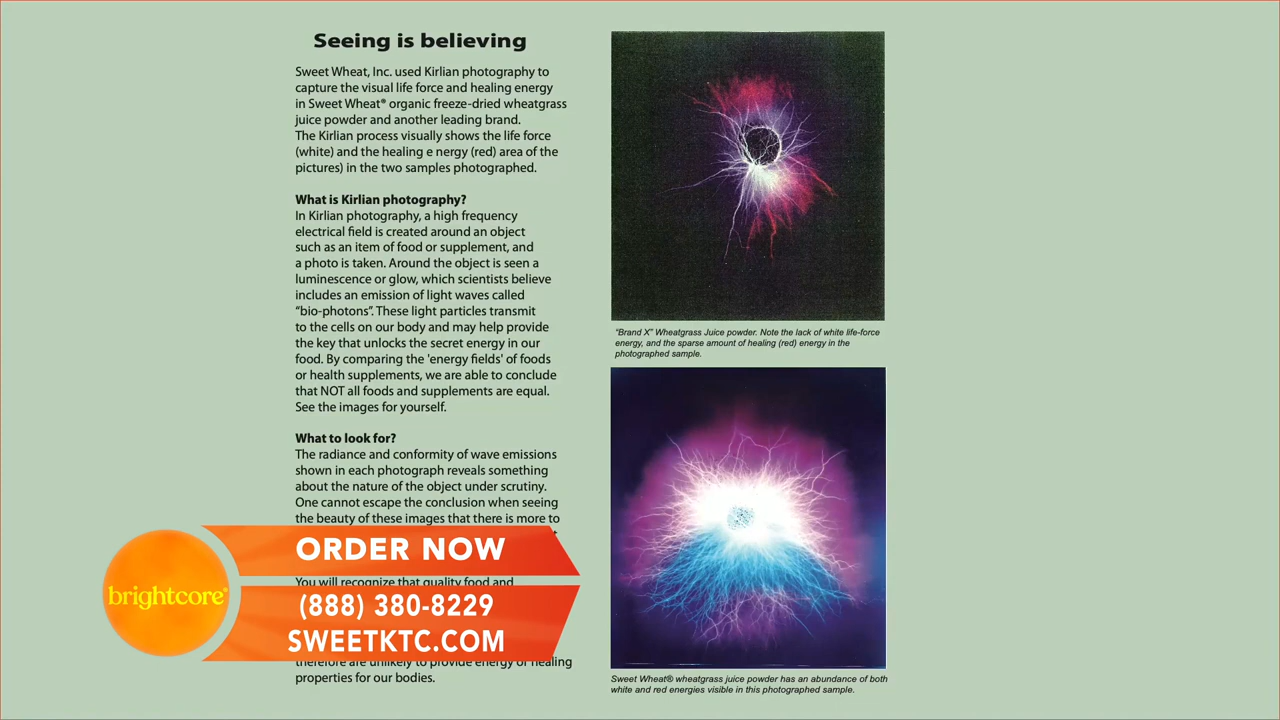 Seeing is believing
Sweet Wheat, Inc. used Kirlian photography to
capture the visual life force and healing energy
in Sweet Wheat® organic freeze-dried wheatgrass
juice powder and another leading brand.
The Kirlian process visually shows the life force
(white) and the healing e nergy (red) area of the
pictures) in the two samples photographed.
What is Kirlian photography?
In Kirlian photography, a high frequency
electrical field is created around an object
such as an item of food or supplement, and
a photo is taken. Around the object is seen a
luminescence or glow, which scientists believe
includes an emission of light waves called
“bio-photons”. These light particles transmit
to the cells on our body and may help provide
the key that unlocks the secret energy in our
food. By comparing the 'energy fields' of foods
or health supplements, we are able to conclude
that NOT all foods and supplements are equal.
See the images for yourself.
What to look for?
The radiance and conformity of wave emissions
shown in each photograph reveals something
about the nature of the object under scrutiny.
One cannot escape the conclusion when seeing
the beauty of these images that there is more to
You will recognize that quality food and
therefore are unlikely to provide energy or healing
properties for our bodies.
ORDER NOW
brightcore®
(888) 380-8229
SWEETKTC.COM
“Brand X” Wheatgrass Juice powder. Note the lack of white life-force
energy, and the sparse amount of healing (red) energy in the
photographed sample.
Sweet Wheat® wheatgrass juice powder has an abundance of both
white and red energies visible in this photographed sample.